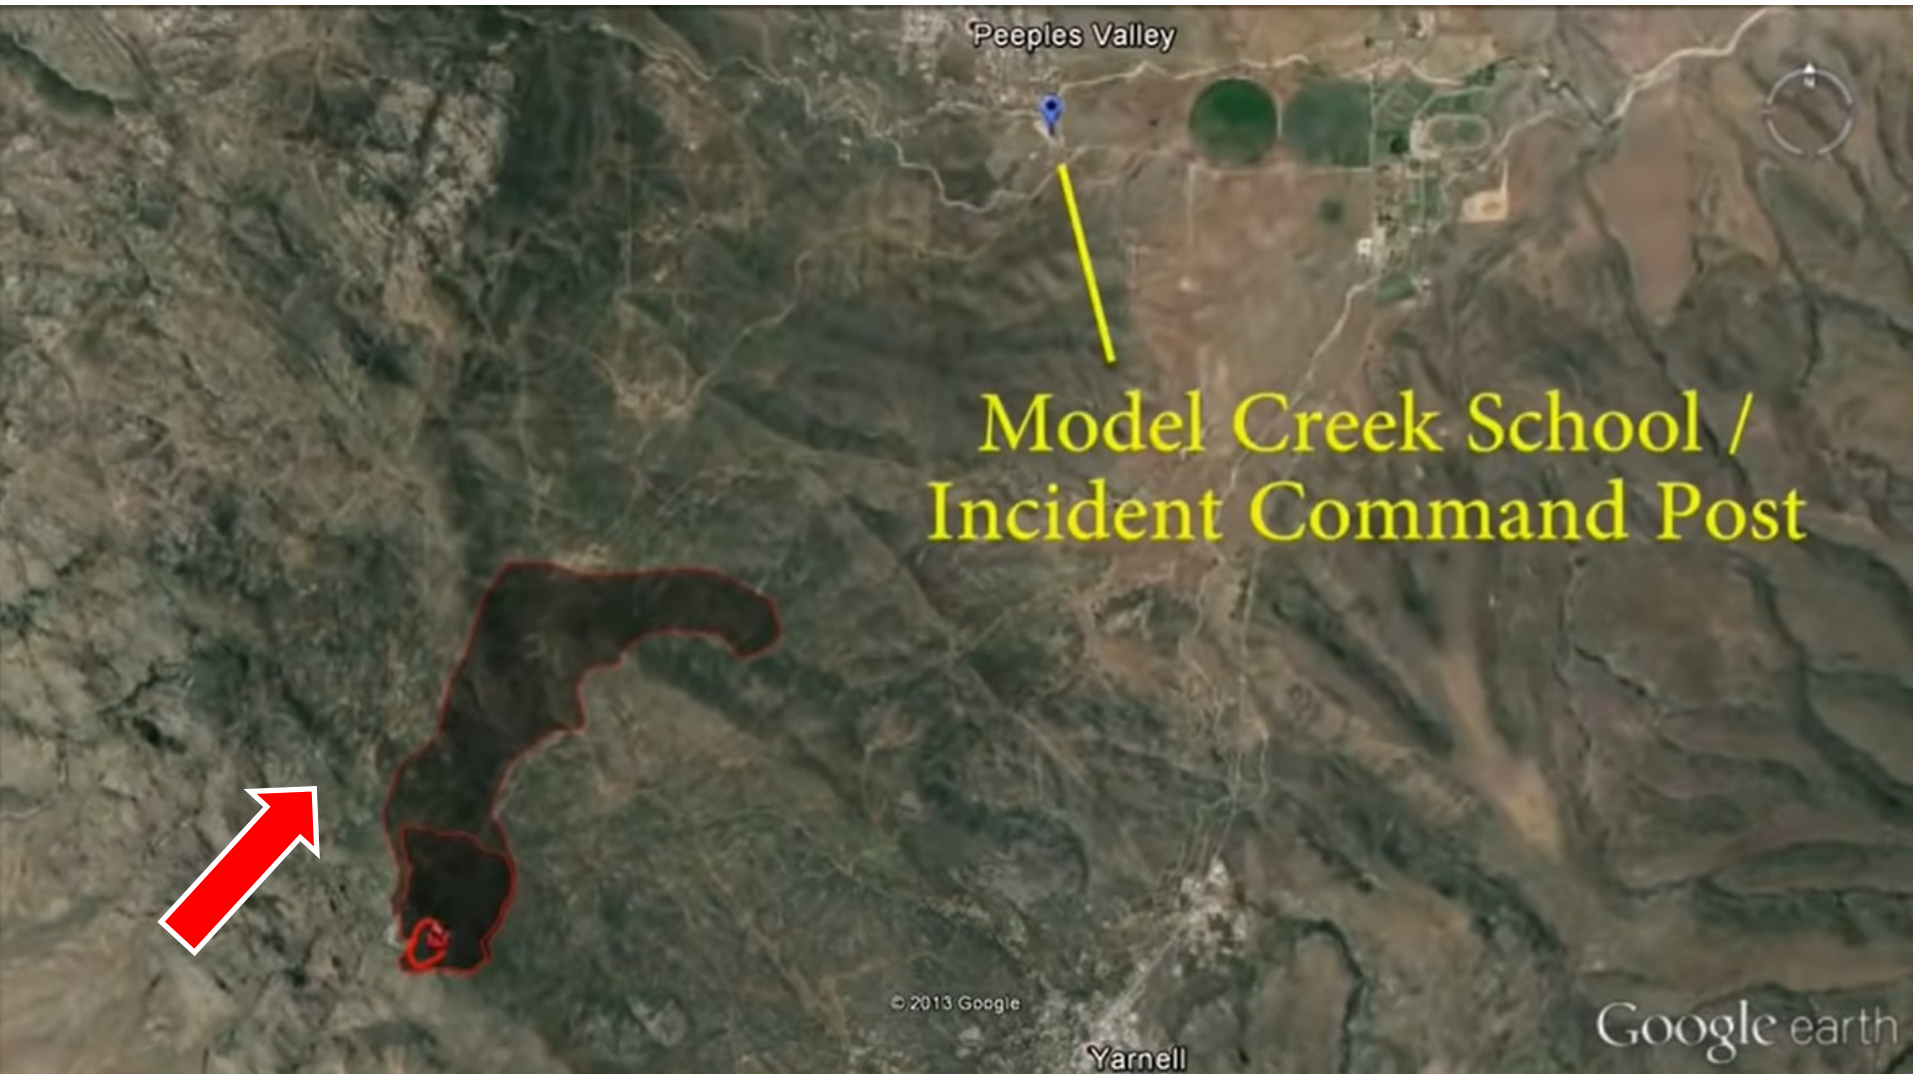 Peeples Valley
N
Model Creek School /
Incident Command Post
© 2013 Google
Google earth
Yarnell